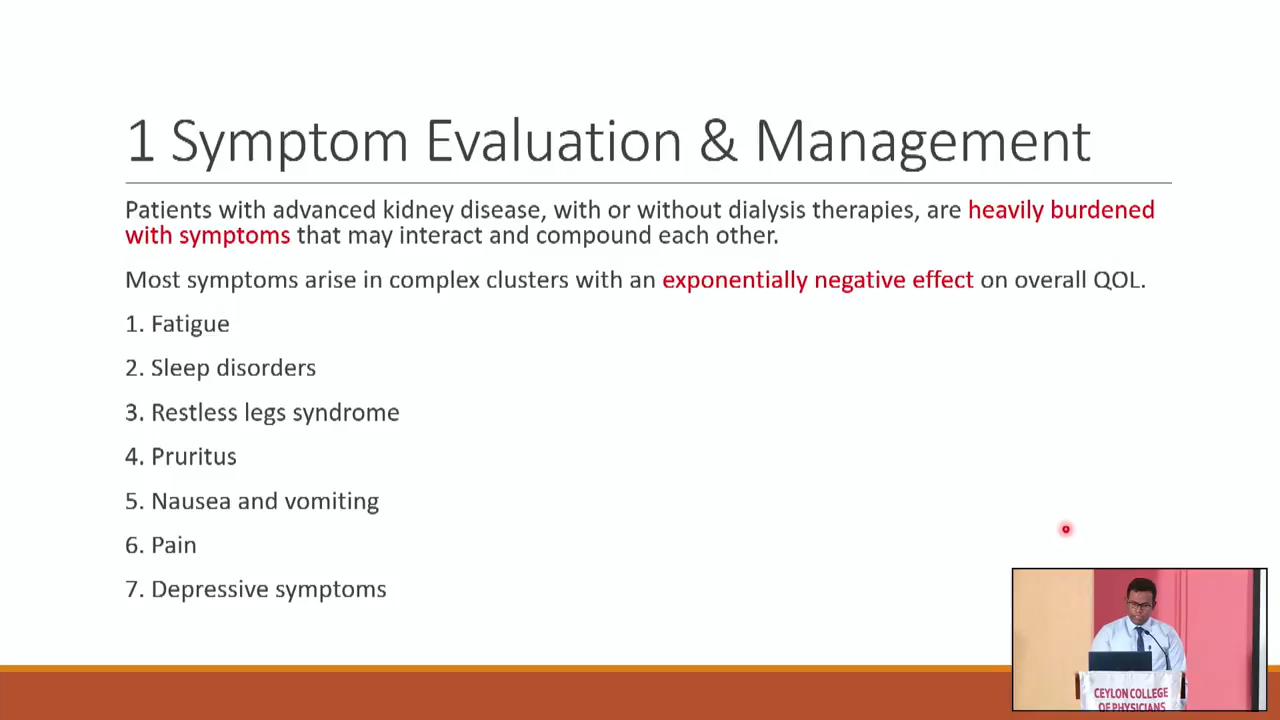 1 Symptom Evaluation & Management
Patients with advanced kidney disease, with or without dialysis therapies, are heavily burdened
with symptoms that may interact and compound each other.
Most symptoms arise in complex clusters with an exponentially negative effect on overall QOL.
1. Fatigue
2. Sleep disorders
3. Restless legs syndrome
4. Pruritus
5. Nausea and vomiting
6. Pain
7. Depressive symptoms
CEYLON COLLEGE
OF PHYSICIANS